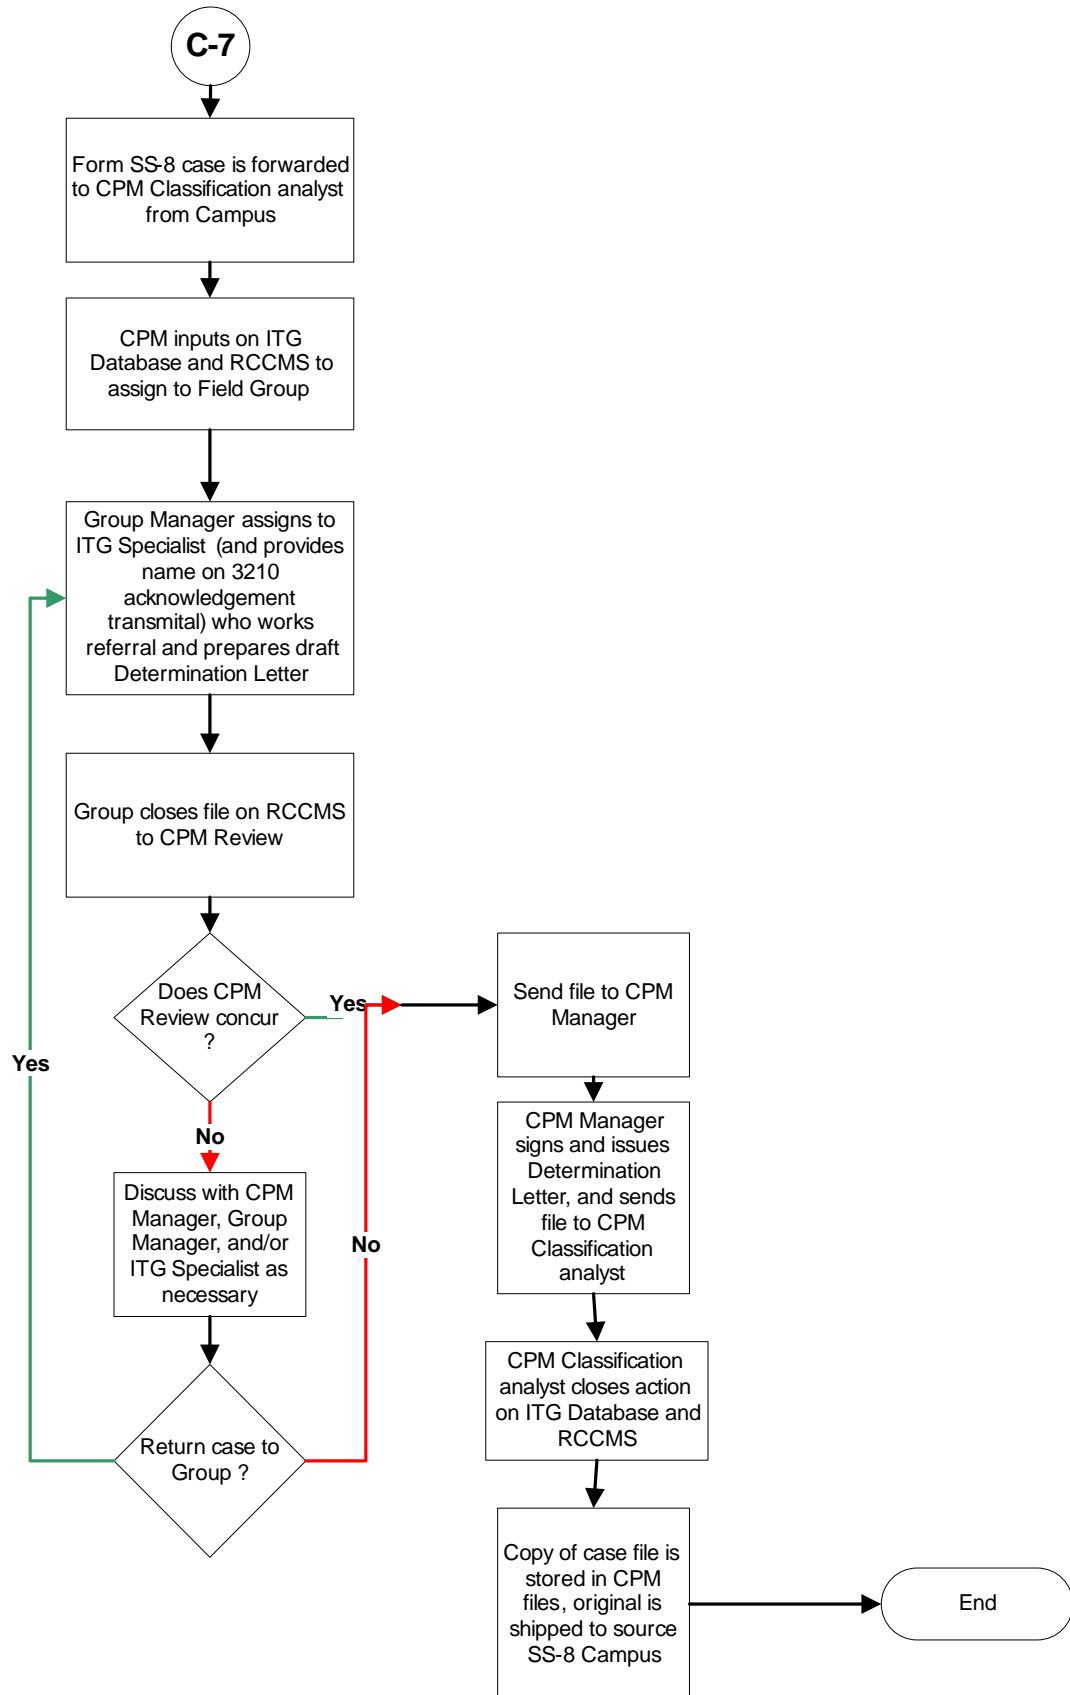 C-7
Form SS-8 case is forwarded
to CPM Classification analyst
from Campus
CPM inputs on ITG
Database and RCCMS to
assign to Field Group
Group Manager assigns to
ITG Specialist (and provides
name on 3210
acknowledgement
transmital) who works
referral and prepares draft
Determination Letter
Group closes file on RCCMS
to CPM Review
Does CPM
Review concur
?
Yes
Send file to CPM
Manager
Yes
No
Discuss with CPM
Manager, Group
Manager, and/or
ITG Specialist as
necessary
No
CPM Manager
signs and issues
Determination
Letter, and sends
file to CPM
Classification
analyst
Return case to
Group ?
CPM Classification
analyst closes action
on ITG Database and
RCCMS
Copy of case file is
stored in CPM
files, original is
shipped to source
SS-8 Campus
End